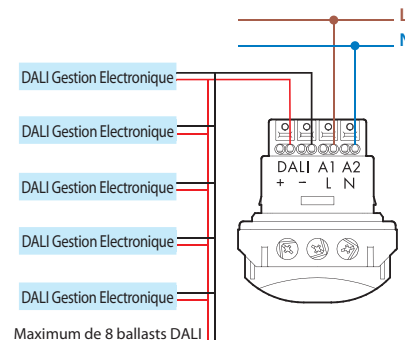 L
N
DALI Gestion Electronique
DALI Gestion Electronique
DALI Gestion Electronique
DALI Gestion Electronique
DALI Gestion Electronique
Maximum de 8 ballasts DALI
DALI A1 A2
+ − L N